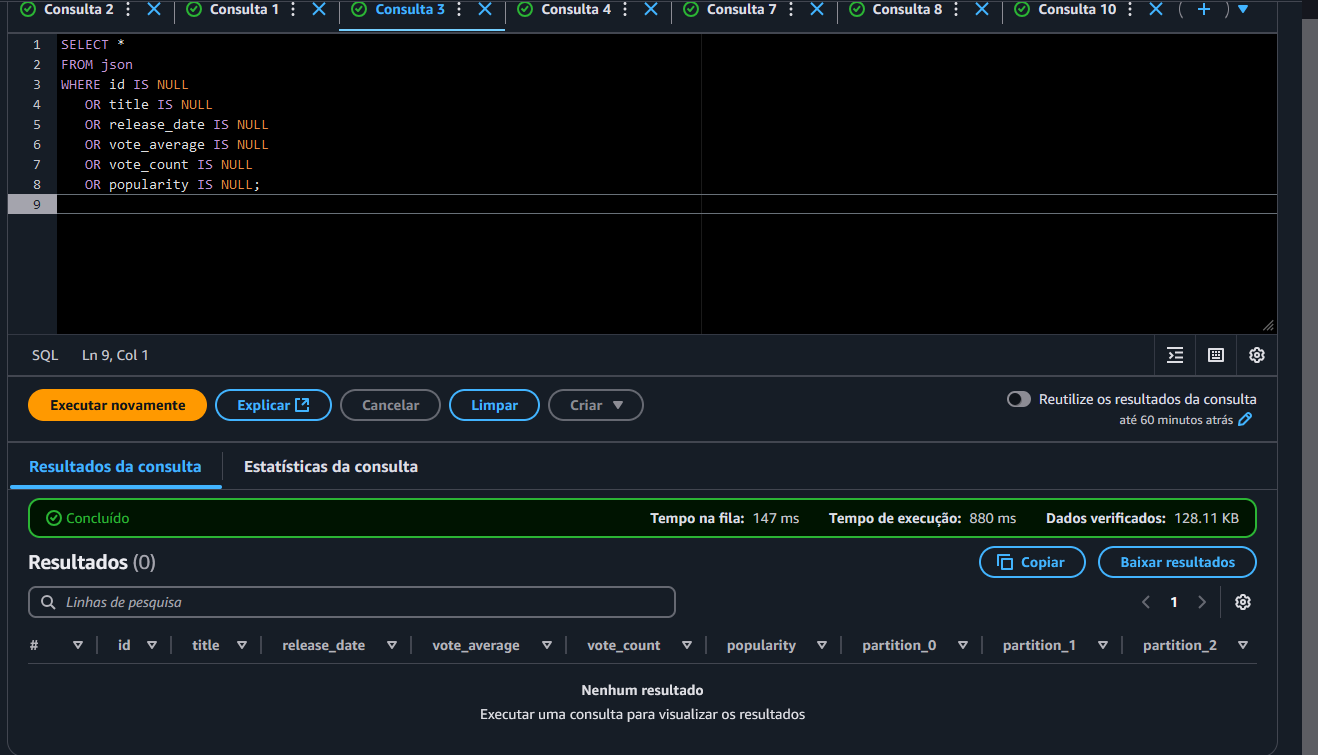 Consulta 2 Consulta 1 Consulta 3 Consulta 4 Consulta 7 Consulta 8 Consulta 10
1 SELECT *
2 FROM json
3 WHERE id IS NULL
4 OR title IS NULL
5 OR release_date IS NULL
6 OR vote_average IS NULL
7 OR vote_count IS NULL
8 OR popularity IS NULL;
9
SQL Ln 9, Col 1
Executar novamente Explicar Cancelar Limpar Criar Reutilize os resultados da consulta
até 60 minutos atrás
Resultados da consulta Estatísticas da consulta
Concluído Tempo na fila: 147 ms Tempo de execução: 880 ms Dados verificados: 128.11 KB
Resultados (0) Copiar Baixar resultados
Linhas de pesquisa 1
# id title release_date vote_average vote_count popularity partition_0 partition_1 partition_2
Nenhum resultado
Executar uma consulta para visualizar os resultados